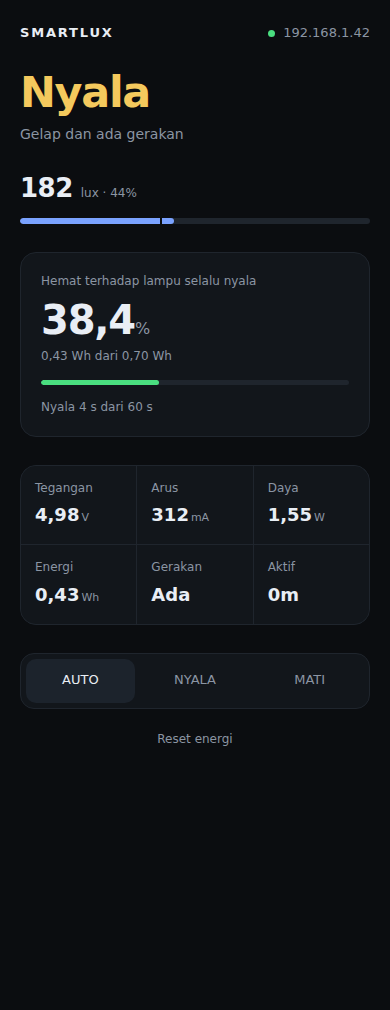 SMARTLUX 192.168.1.42
Nyala
Gelap dan ada gerakan
182 lux · 44%
Hemat terhadap lampu selalu nyala
38,4%
0,43 Wh dari 0,70 Wh
Nyala 4 s dari 60 s
Tegangan Arus Daya
4,98 V 312 mA 1,55 W
Energi Gerakan Aktif
0,43 Wh Ada 0m
AUTO NYALA MATI
Reset energi